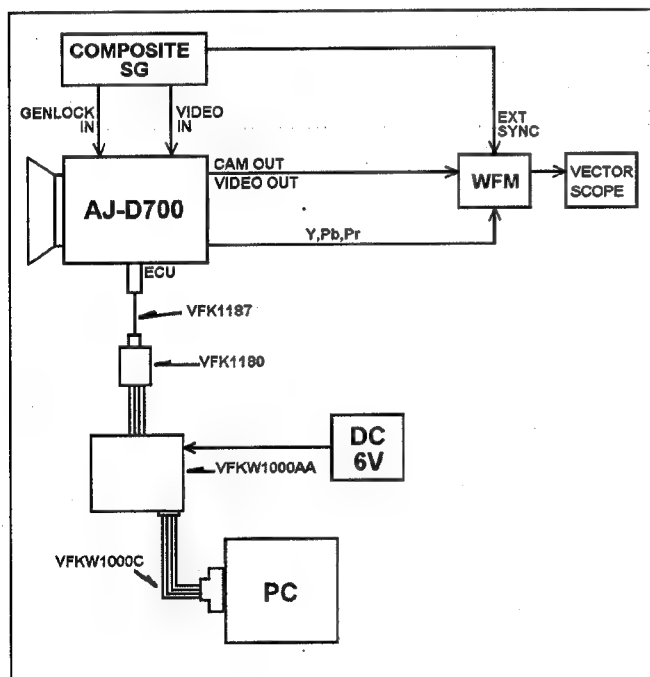 COMPOSITE
SG
GENLOCK
IN
VIDEO
IN
EXT
SYNC
CAM OUT
VIDEO OUT
AJ-D700
WFM
VECTOR
SCOPE
Y,Pb,Pr
ECU
VFK1187
VFK1180
DC
6V
VFKW1000AA
VFKW1000C
PC